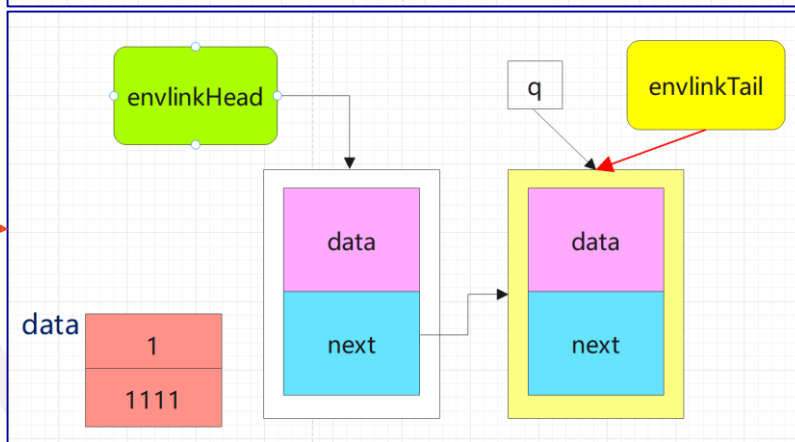 envlinkHead
q
envlinkTail
data
data
next
next
data
1
1111